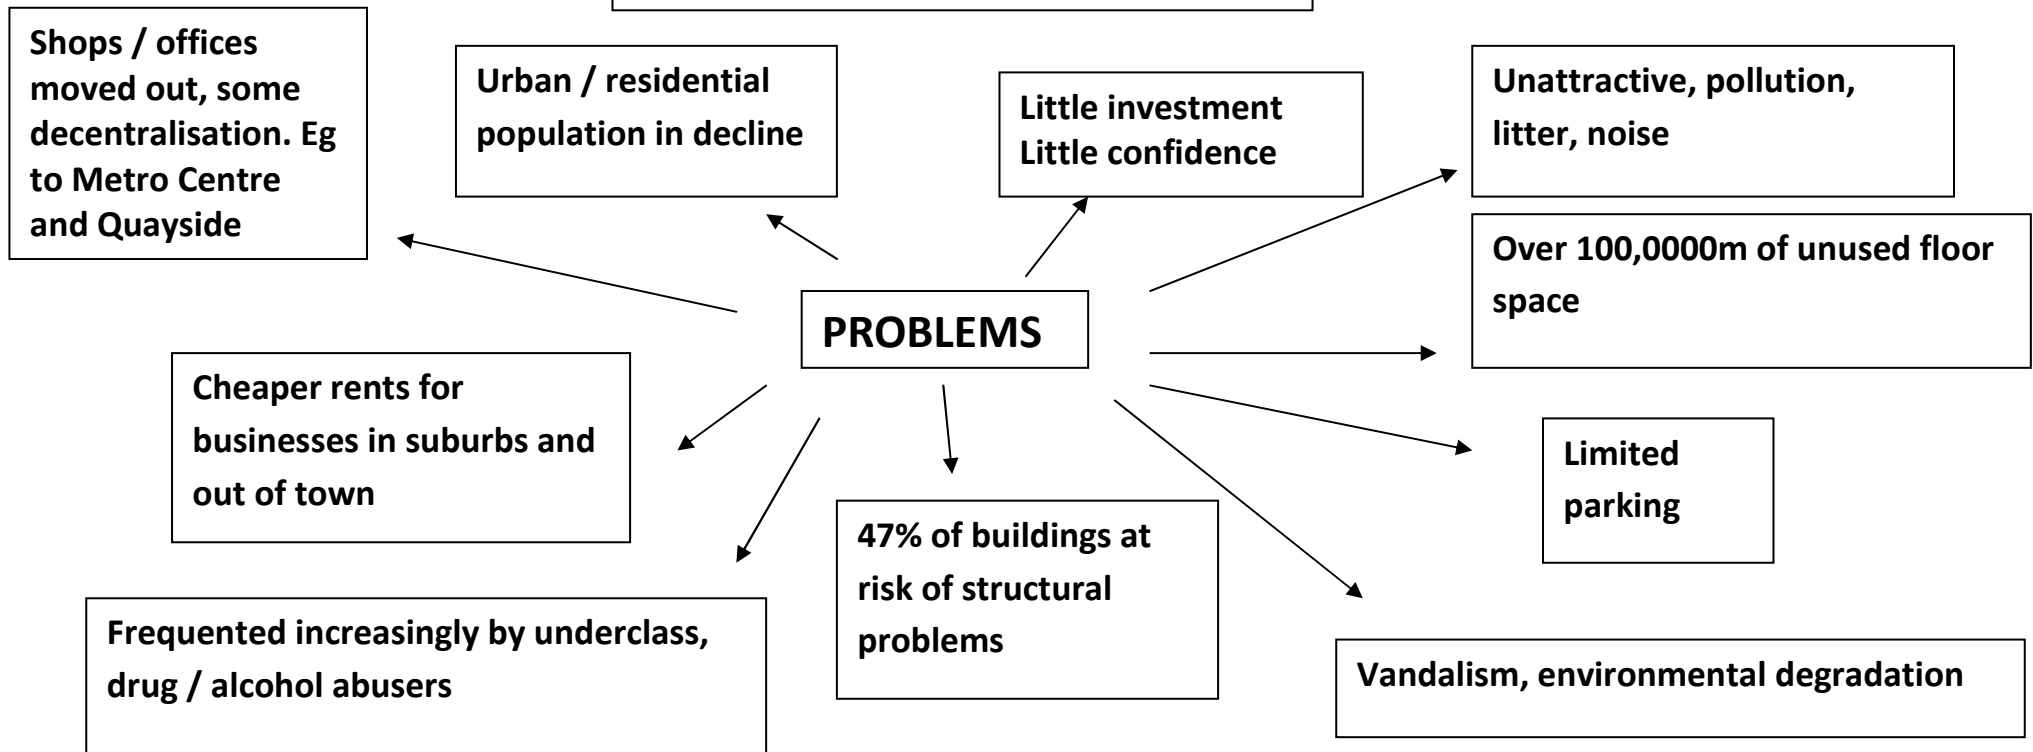 Shops / offices
moved out, some
decentralisation. Eg
to Metro Centre
and Quayside
Urban / residential
population in decline
Little investment
Little confidence
Unattractive, pollution,
litter, noise
Over 100,0000m of unused floor
space
PROBLEMS
Cheaper rents for
businesses in suburbs and
out of town
Limited
parking
47% of buildings at
risk of structural
problems
Frequented increasingly by underclass,
drug / alcohol abusers
Vandalism, environmental degradation